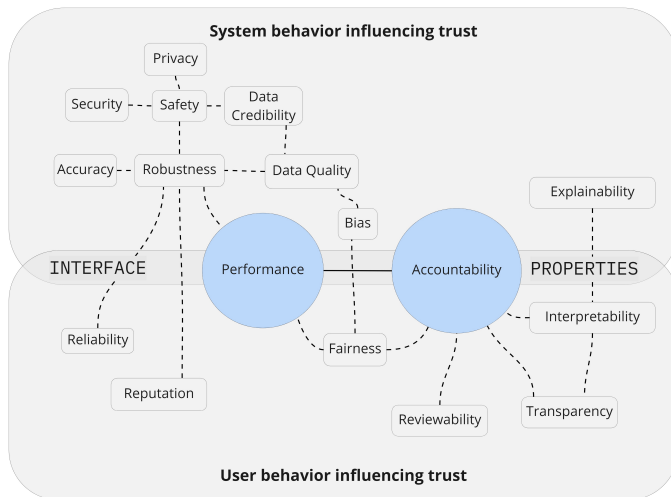 System behavior influencing trust
Privacy
Security
Safety
Data
Credibility
Accuracy
Robustness
Data Quality
Explainability
Bias
INTERFACE
Performance
Accountability
PROPERTIES
Interpretability
Reliability
Fairness
Reputation
Reviewability
Transparency
User behavior influencing trust